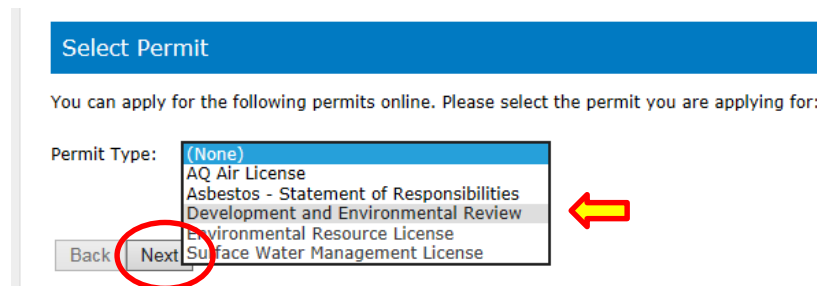 Select Permit
You can apply for the following permits online. Please select the permit you are applying for:
Permit Type: (None)
AQ Air License
Asbestos - Statement of Responsibilities
Development and Environmental Review
Environmental Resource License
Back Next Surface Water Management License